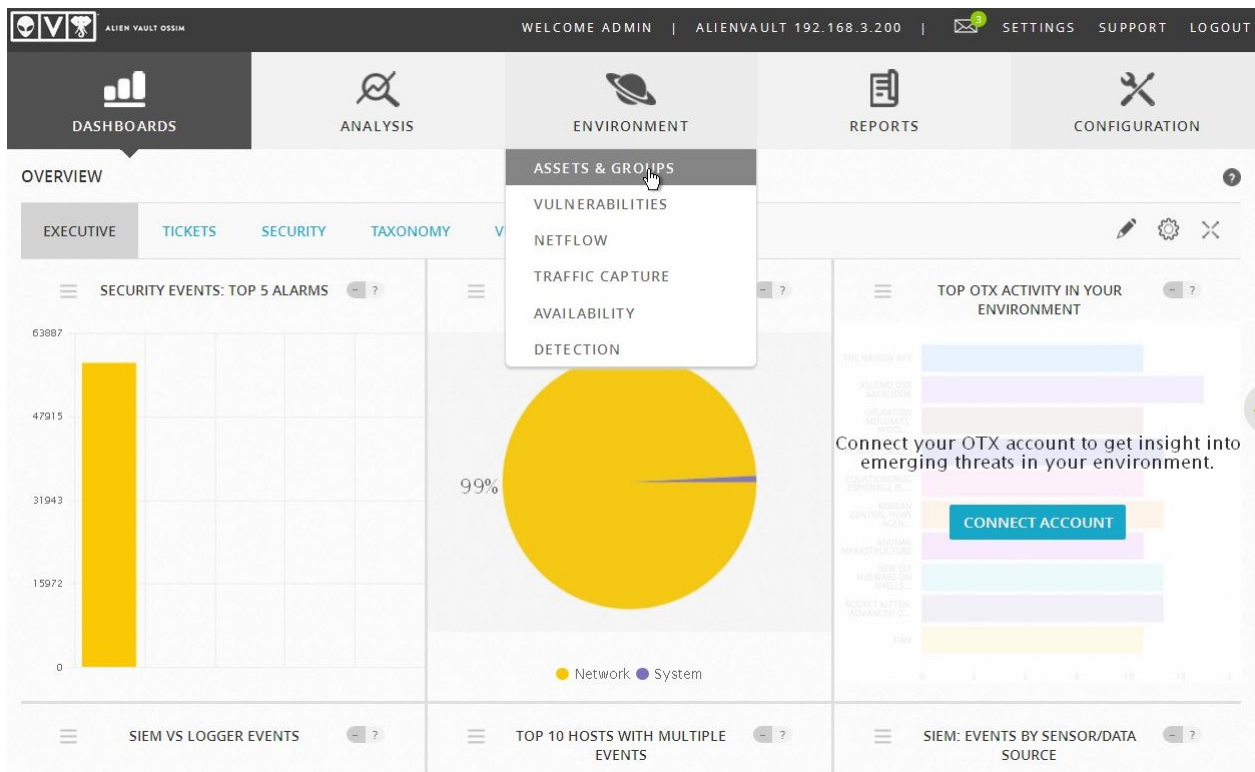 ALIEN VAULT OSSIM
WELCOME ADMIN | ALIENVAULT 192.168.3.200 | 3 SETTINGS SUPPORT LOGOUT
DASHBOARDS ANALYSIS ENVIRONMENT REPORTS CONFIGURATION
OVERVIEW
ASSETS & GROUPS
VULNERABILITIES
NETFLOW
TRAFFIC CAPTURE
AVAILABILITY
DETECTION
EXECUTIVE TICKETS SECURITY TAXONOMY V
SECURITY EVENTS: TOP 5 ALARMS - ?
63887
47915
31943
15972
0
- ?
99%
Network System
TOP OTX ACTIVITY IN YOUR
ENVIRONMENT
- ?
Connect your OTX account to get insight into
emerging threats in your environment.
CONNECT ACCOUNT
SIEM VS LOGGER EVENTS - ?
TOP 10 HOSTS WITH MULTIPLE
EVENTS
- ?
SIEM: EVENTS BY SENSOR/DATA
SOURCE
- ?